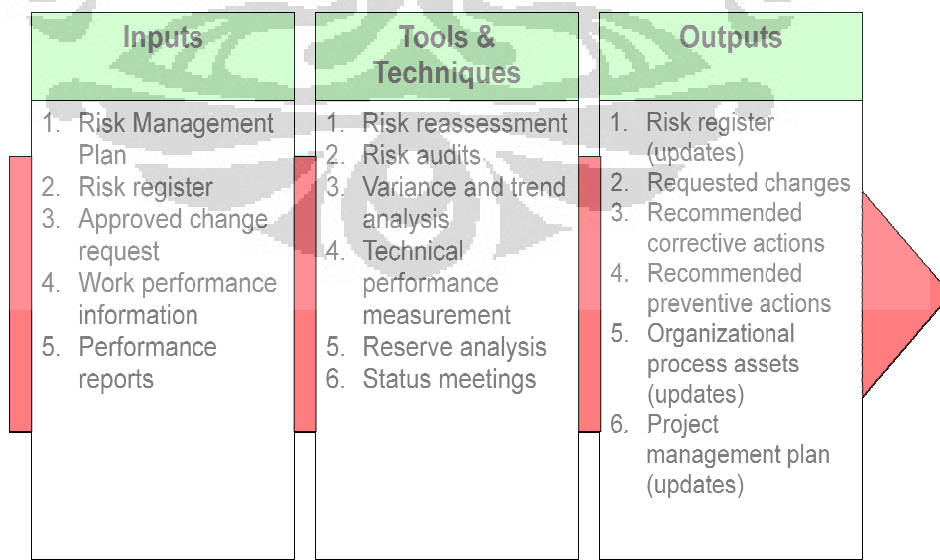 Inputs
1. Risk Management
Plan
2. Risk register
3. Approved change
request
4. Work performance
information
5. Performance
reports
Tools &
Techniques
1. Risk reassessment
2. Risk audits
3. Variance and trend
analysis
4. Technical
performance
measurement
5. Reserve analysis
6. Status meetings
Outputs
1. Risk register
(updates)
2. Requested changes
3. Recommended
corrective actions
4. Recommended
preventive actions
5. Organizational
process assets
(updates)
6. Project
management plan
(updates)